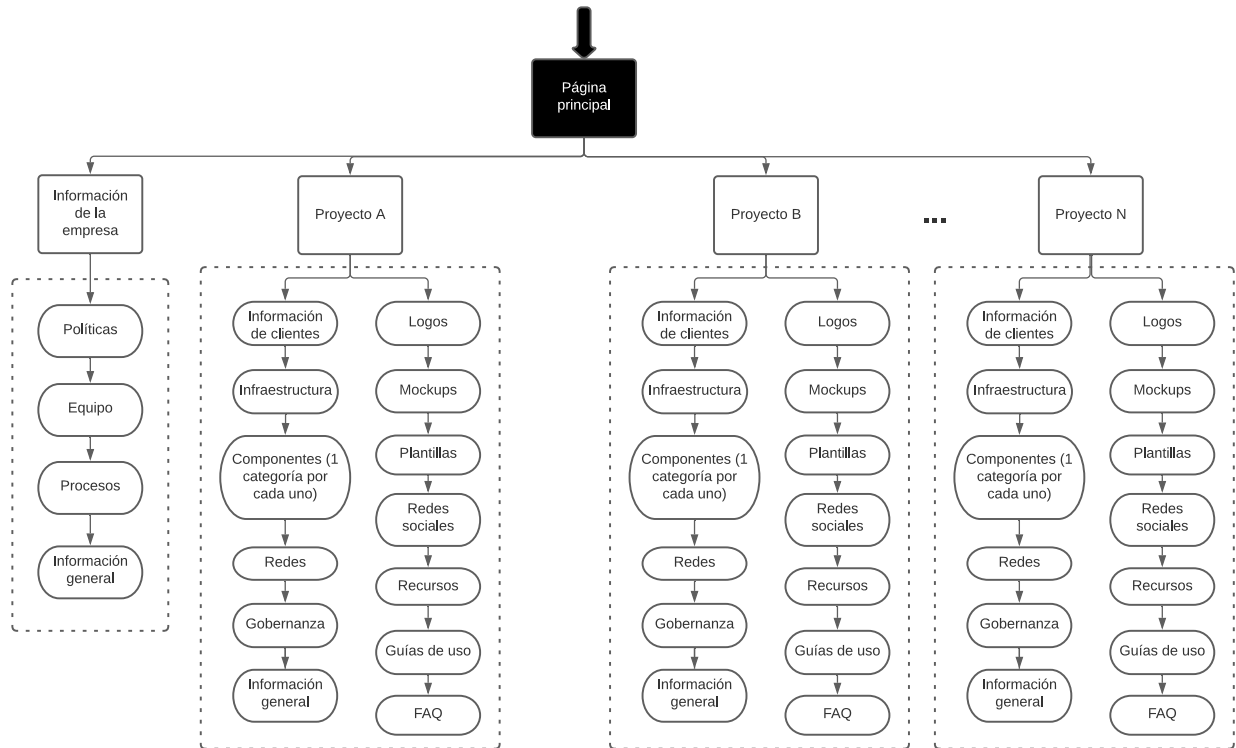 Página
principal
Información
de la
empresa
Proyecto A
Proyecto B
...
Proyecto N
Políticas
Equipo
Procesos
Información
general
Información
de clientes
Infraestructura
Componentes (1
categoría por
cada uno)
Redes
Gobernanza
Información
general
Logos
Mockups
Plantillas
Redes
sociales
Recursos
Guías de uso
FAQ
Información
de clientes
Infraestructura
Componentes (1
categoría por
cada uno)
Redes
Gobernanza
Información
general
Logos
Mockups
Plantillas
Redes
sociales
Recursos
Guías de uso
FAQ
Información
de clientes
Infraestructura
Componentes (1
categoría por
cada uno)
Redes
Gobernanza
Información
general
Logos
Mockups
Plantillas
Redes
sociales
Recursos
Guías de uso
FAQ